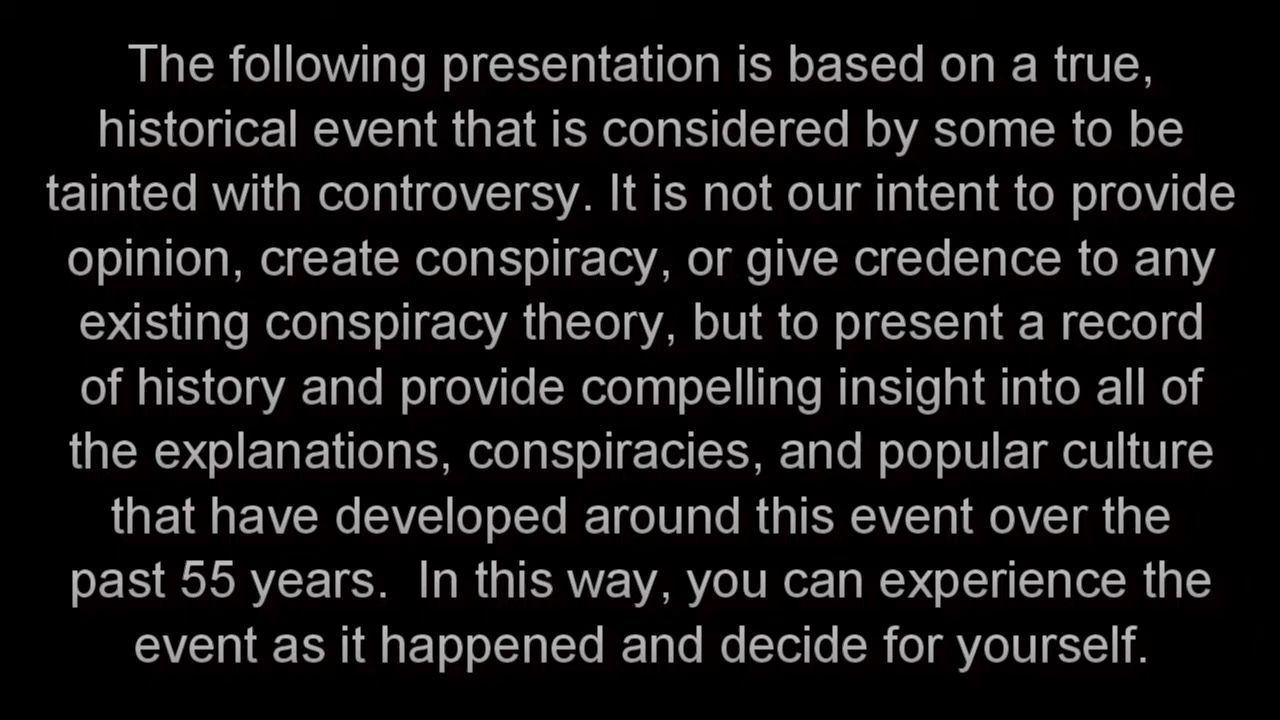 The following presentation is based on a true,
historical event that is considered by some to be
tainted with controversy. It is not our intent to provide
opinion, create conspiracy, or give credence to any
existing conspiracy theory, but to present a record
of history and provide compelling insight into all of
the explanations, conspiracies, and popular culture
that have developed around this event over the
past 55 years.  In this way, you can experience the
event as it happened and decide for yourself.